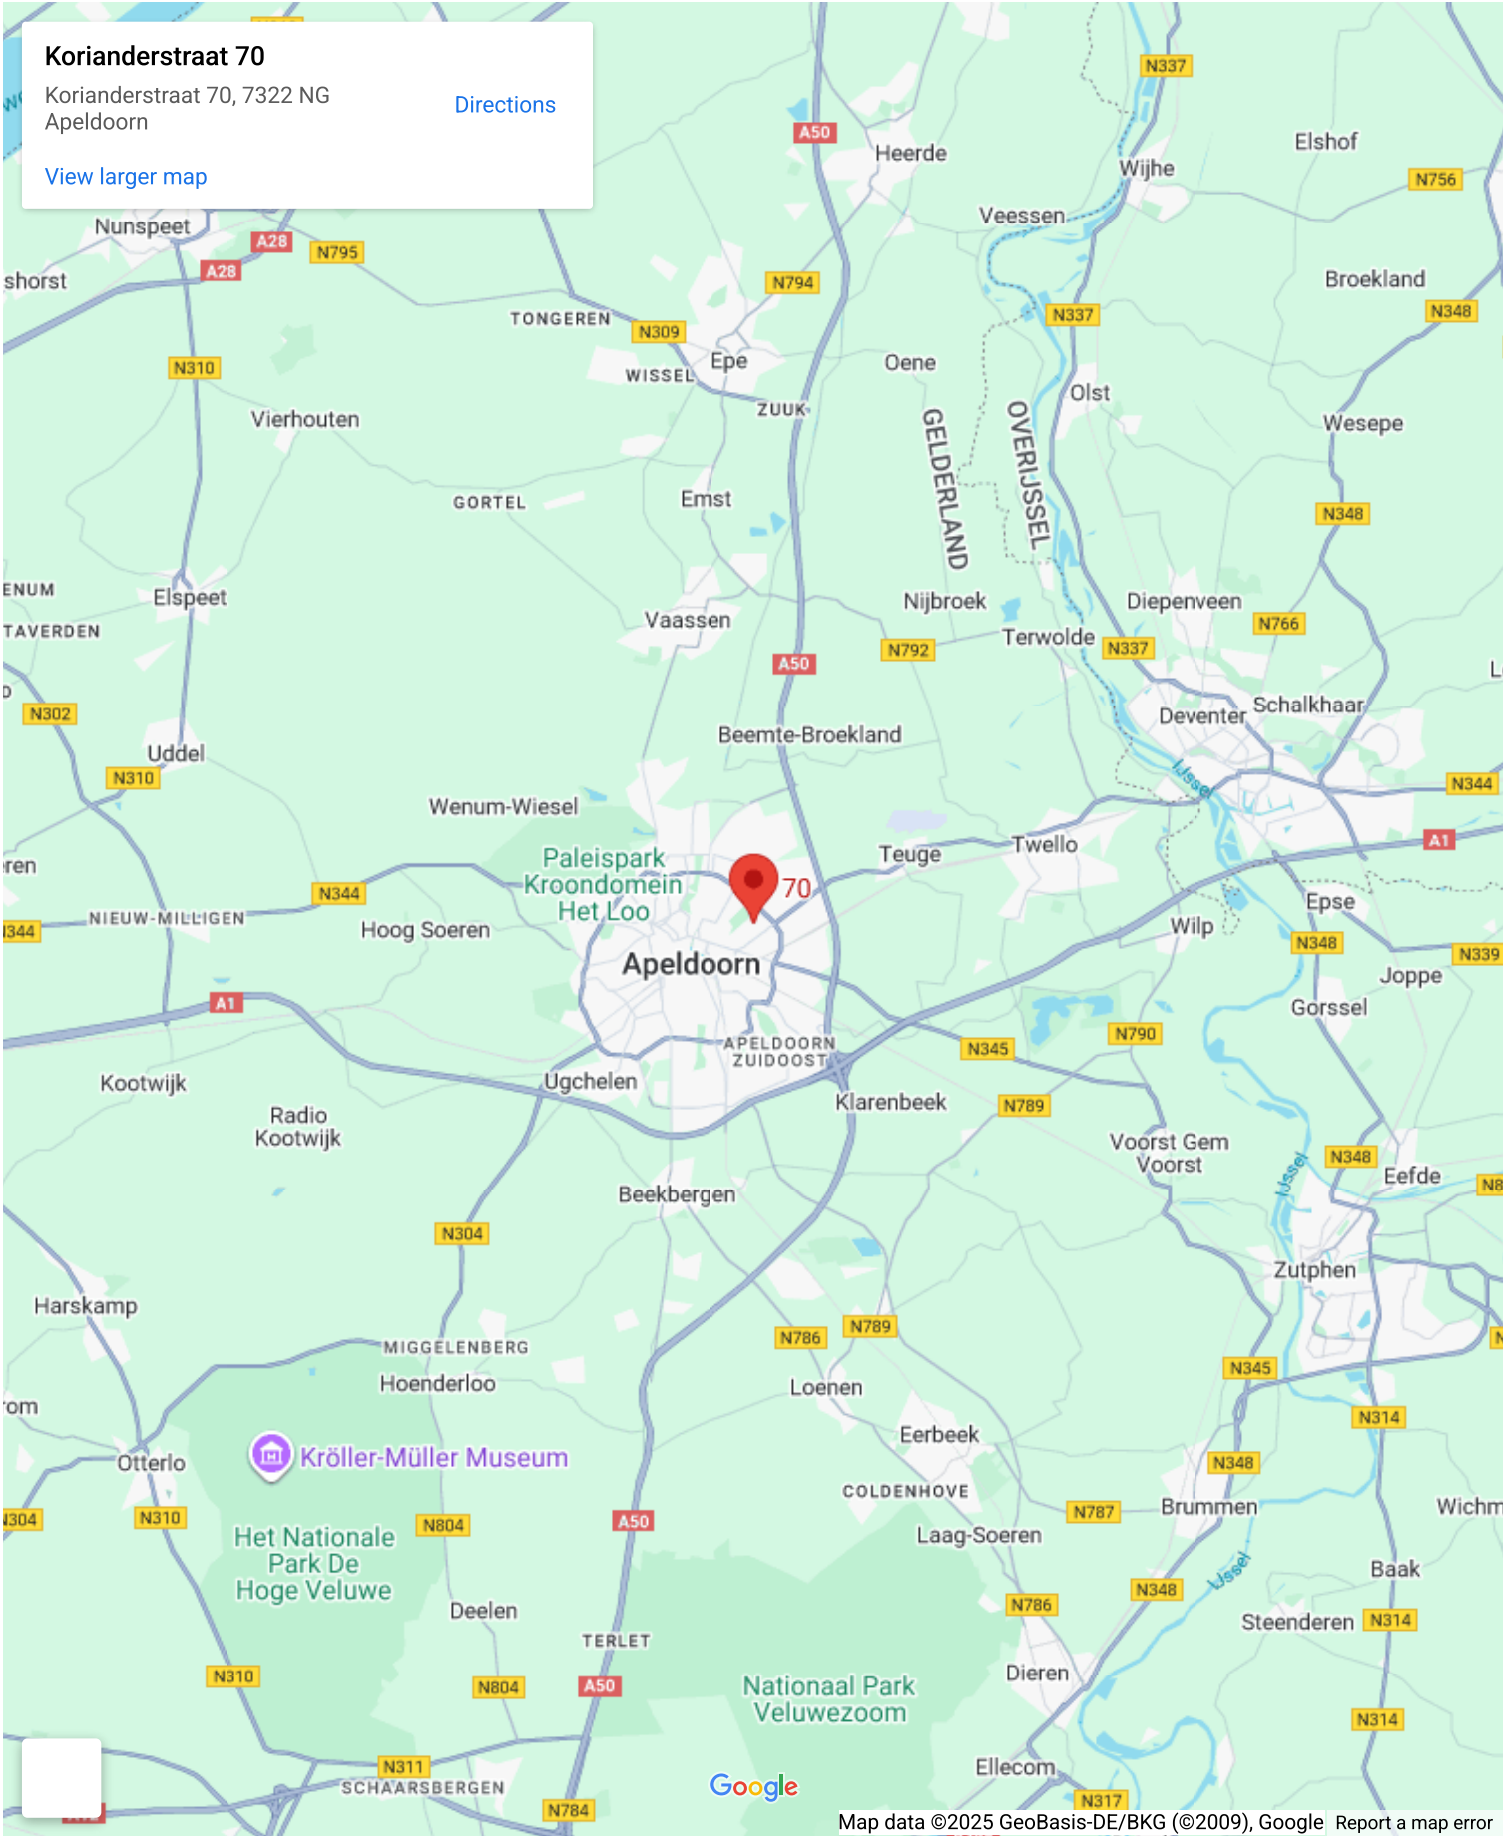 Korianderstraat 70
Korianderstraat 70, 7322 NG
Apeldoorn
Directions
View larger map
N337
A50
Heerde
Elshof
Wijhe
N756
Veessen
Nunspeet
A28
N795
A28
shorst
N794
Broekland
N348
TONGEREN
N309
N337
Epe
Oene
WISSEL
N310
Olst
ZUUK
Vierhouten
Wesepe
GELDERLAND
OVERIJSSEL
GORTEL
Emst
N348
ENUM
Elspeet
Nijbroek
Diepenveen
Vaassen
N766
TAVERDEN
Terwolde
N792
N337
A50
N302
Schalkhaar
Deventer
Beemte-Broekland
Uddel
N310
IJssel
N344
Wenum-Wiesel
A1
Paleispark
Kroondomein
Het Loo
Teuge
Twello
eren
70
N344
NIEUW-MILLIGEN
Epse
Hoog Soeren
Wilp
N348
N339
Apeldoorn
Joppe
A1
Gorssel
N790
APELDOORN
ZUIDOOST
N345
Kootwijk
Ugchelen
Klarenbeek
N789
Radio
Kootwijk
Voorst Gem
Voorst
N348
IJssel
Eefde
Beekbergen
N304
Zutphen
Harskamp
N786
N789
MIGGELENBERG
Hoenderloo
Loenen
N345
rom
N314
Eerbeek
Kröller-Müller Museum
Otterlo
N348
COLDENHOVE
Brummen
N304
N310
N804
A50
N787
Wichm
Het Nationale
Park De
Hoge Veluwe
Laag-Soeren
IJssel
Baak
N348
Deelen
N786
Steenderen
N314
TERLET
N310
N804
A50
Dieren
Nationaal Park
Veluwezoom
N314
N311
Ellecom
SCHAARSBERGEN
Google
N317
N784
Map data ©2025 GeoBasis-DE/BKG (©2009), Google
Report a map error